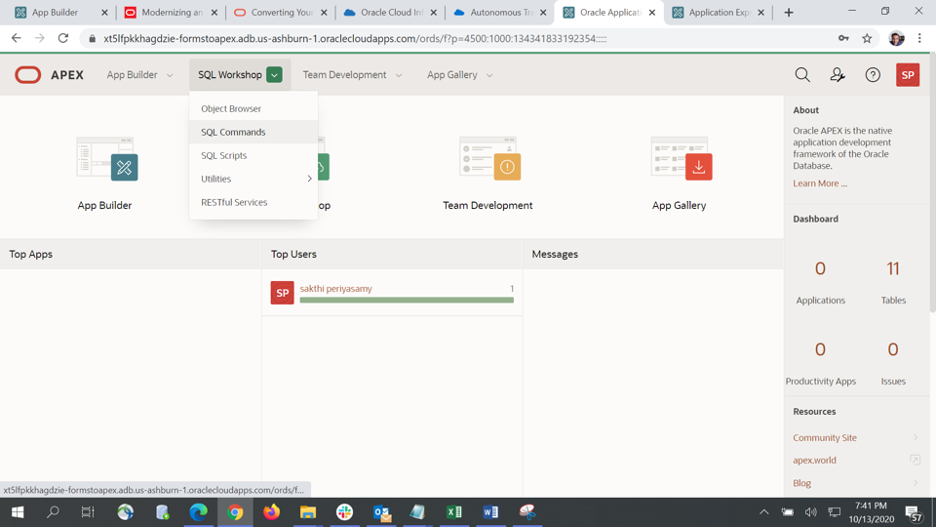 App Builder
Modernizing an
Converting Your
Oracle Cloud Inf
Autonomous Tra
Oracle Applicati
Application Exp
xt5lfpkkhagdzie-formstoapex.adb.us-ashburn-1.oraclecloudapps.com/ords/f?p=4500:1000:134341833192354:::::
APEX App Builder SQL Workshop Team Development App Gallery SP
Object Browser
SQL Commands
SQL Scripts
Utilities
RESTful Services
App Builder
op
Team Development
App Gallery
Top Apps
Top Users
sakthi periyasamy 1
SP
Messages
About
Oracle APEX is the native
application development
framework of the Oracle
Database.
Learn More ...
Dashboard
0 11
Applications Tables
0 0
Productivity Apps Issues
Resources
Community Site
apex.world
Blog
xt5lfpkkhagdzie-formstoapex.adb.us-ashburn-1.oraclecloudapps.com/ords/f...
7:41 PM
10/13/2020
57